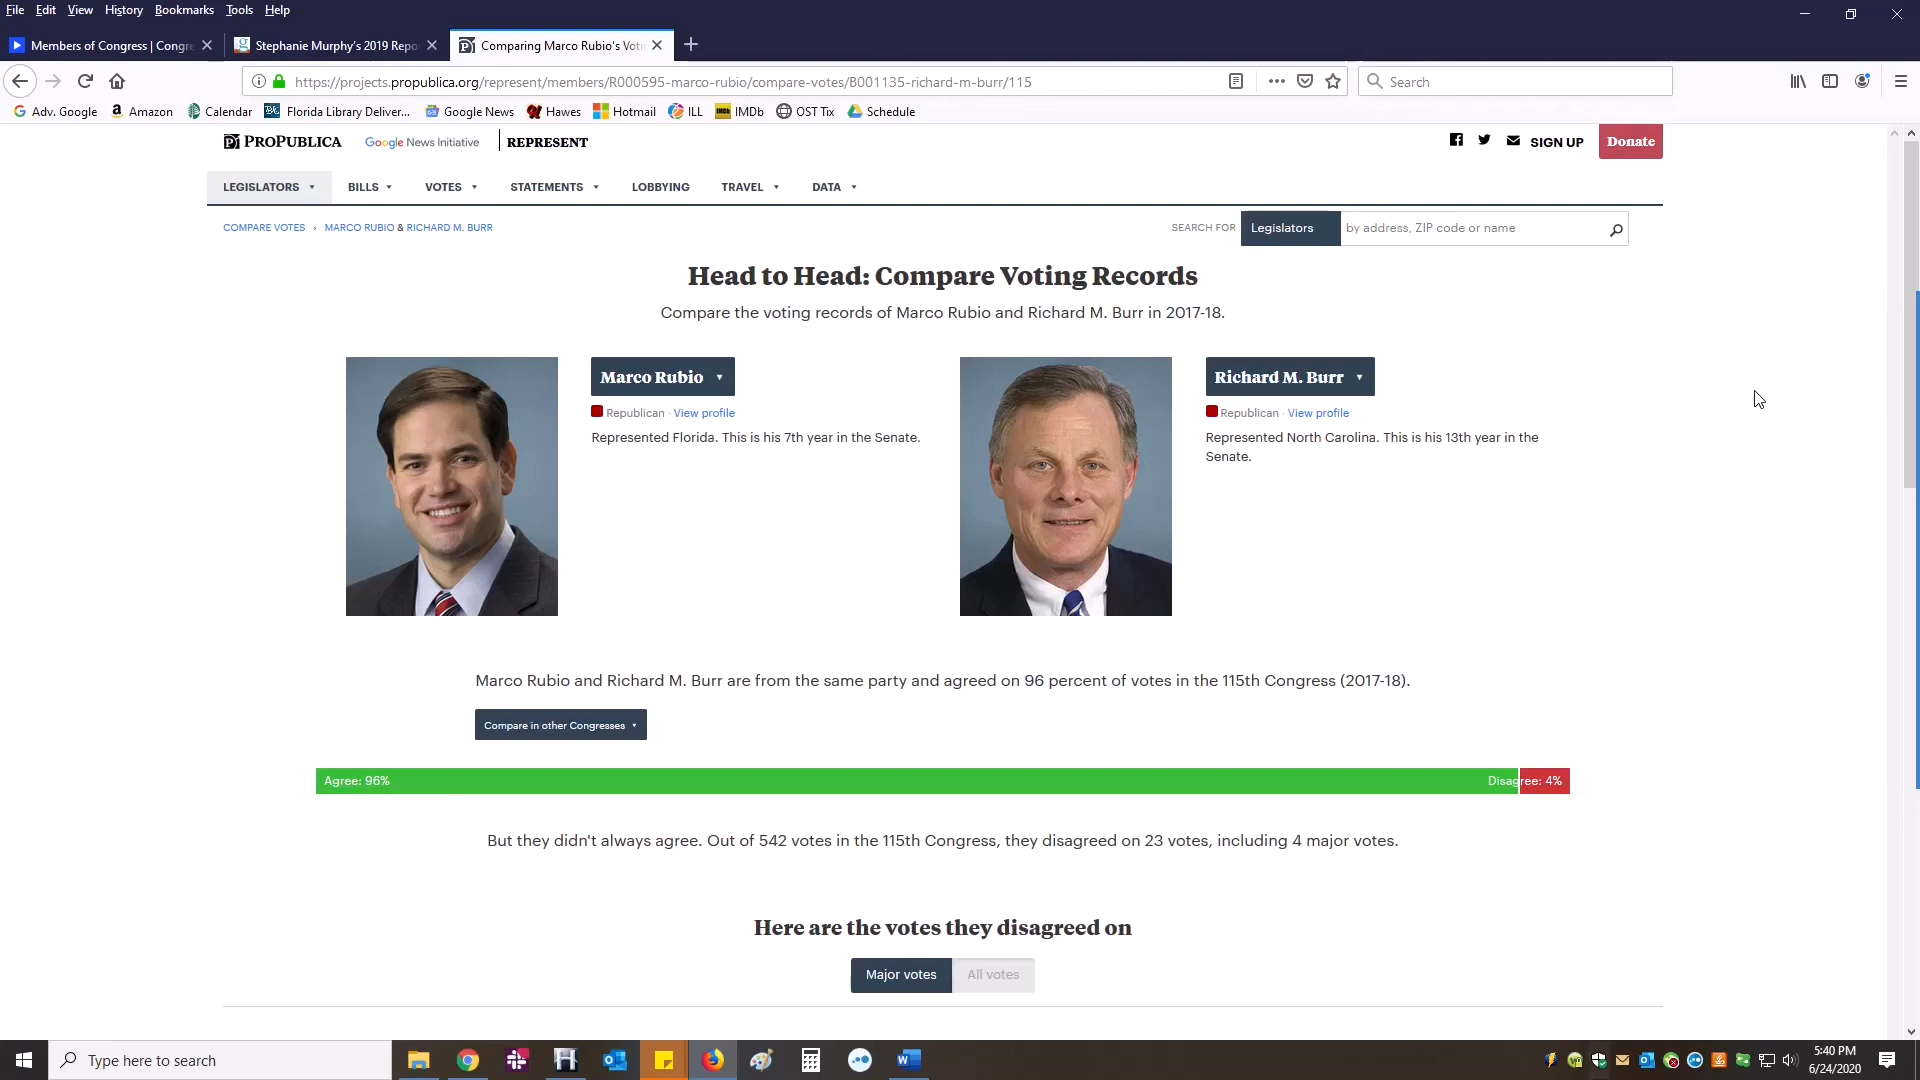 File Edit View History Bookmarks Tools Help
Members of Congress | Congre
Stephanie Murphy's 2019 Repo
Comparing Marco Rubio's Voti
https://projects.propublica.org/represent/members/R000595-marco-rubio/compare-votes/B001135-richard-m-burr/115
Search
Adv. Google Amazon Calendar Florida Library Deliver... Google News Hawes Hotmail ILL IMDb OST Tix Schedule
PROPUBLICA Google News Initiative REPRESENT
SIGN UP Donate
LEGISLATORS BILLS VOTES STATEMENTS LOBBYING TRAVEL DATA
COMPARE VOTES › MARCO RUBIO & RICHARD M. BURR
SEARCH FOR Legislators by address, ZIP code or name
Head to Head: Compare Voting Records
Compare the voting records of Marco Rubio and Richard M. Burr in 2017-18.
Marco Rubio
Republican · View profile
Represented Florida. This is his 7th year in the Senate.
Richard M. Burr
Republican · View profile
Represented North Carolina. This is his 13th year in the
Senate.
Marco Rubio and Richard M. Burr are from the same party and agreed on 96 percent of votes in the 115th Congress (2017-18).
Compare in other Congresses
Agree: 96% Disagree: 4%
But they didn't always agree. Out of 542 votes in the 115th Congress, they disagreed on 23 votes, including 4 major votes.
Here are the votes they disagreed on
Major votes All votes
Type here to search
5:40 PM
6/24/2020